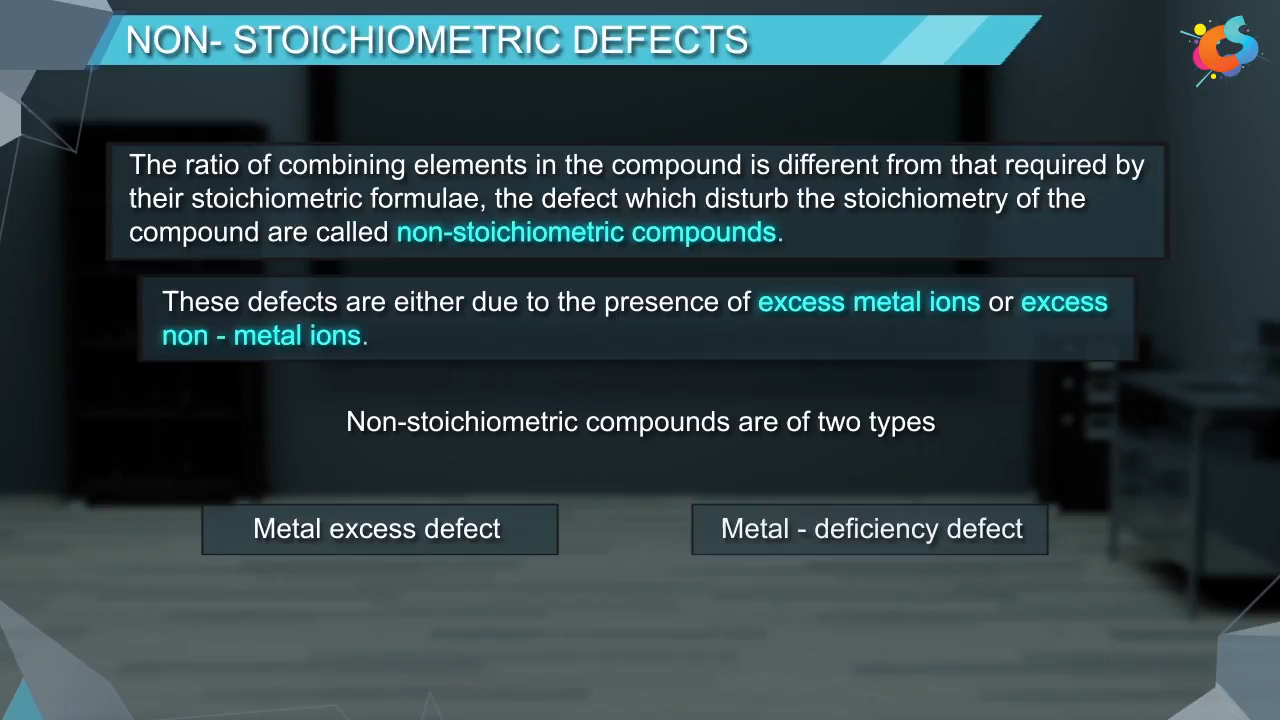 NON- STOICHIOMETRIC DEFECTS
The ratio of combining elements in the compound is different from that required by
their stoichiometric formulae, the defect which disturb the stoichiometry of the
compound are called non-stoichiometric compounds.
These defects are either due to the presence of excess metal ions or excess
non - metal ions.
Non-stoichiometric compounds are of two types
Metal excess defect
Metal - deficiency defect